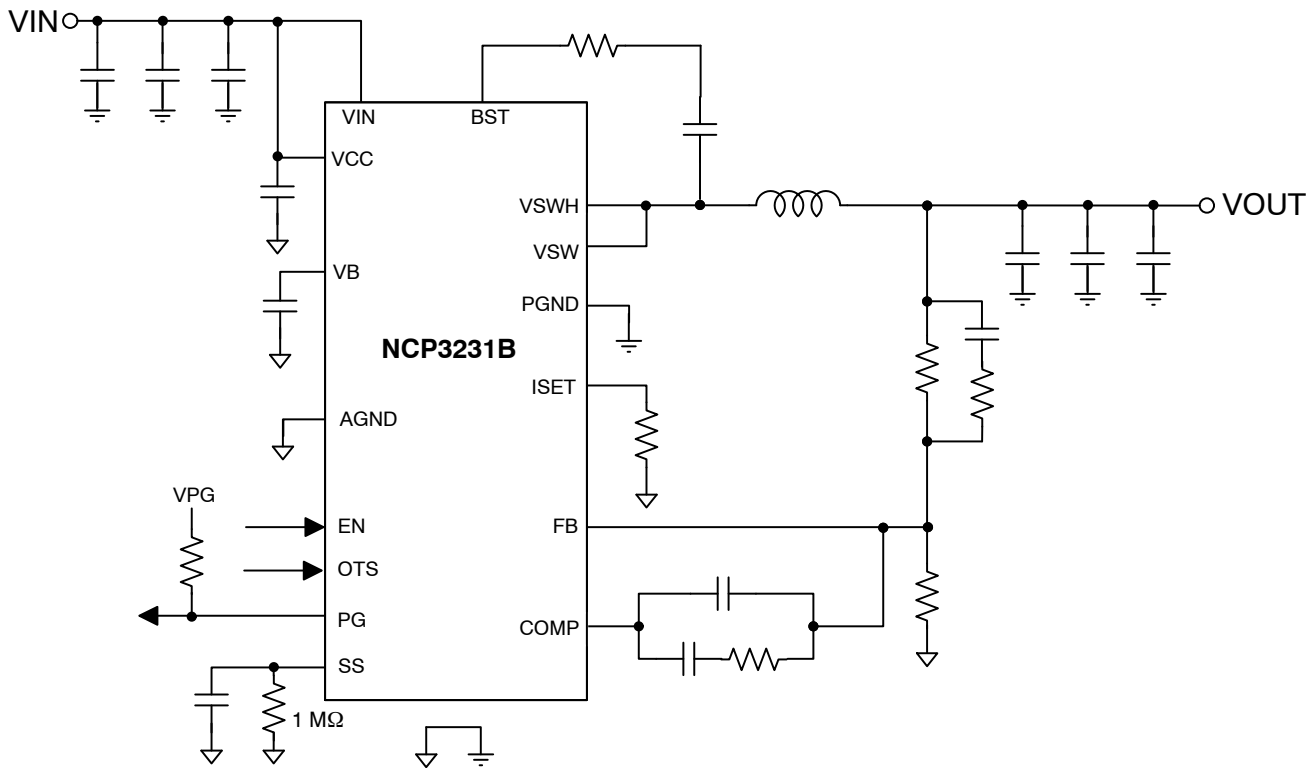 VIN
VIN
BST
VCC
VSWH
VOUT
VSW
VB
PGND
NCP3231B
ISET
AGND
VPG
EN
FB
OTS
PG
COMP
SS
1 MΩ